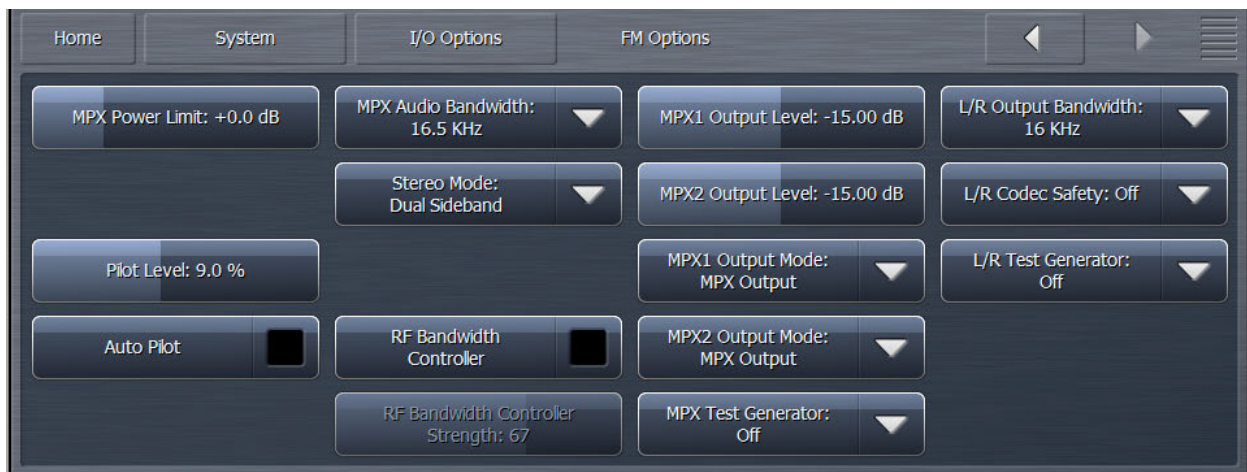 Home
System
I/O Options
FM Options
MPX Power Limit: +0.0 dB
MPX Audio Bandwidth:
16.5 KHz
MPX1 Output Level: -15.00 dB
L/R Output Bandwidth:
16 KHz
Stereo Mode:
Dual Sideband
MPX2 Output Level: -15.00 dB
L/R Codec Safety: Off
Pilot Level: 9.0 %
MPX1 Output Mode:
MPX Output
L/R Test Generator:
Off
Auto Pilot
RF Bandwidth
Controller
MPX2 Output Mode:
MPX Output
RF Bandwidth Controller
Strength: 67
MPX Test Generator:
Off